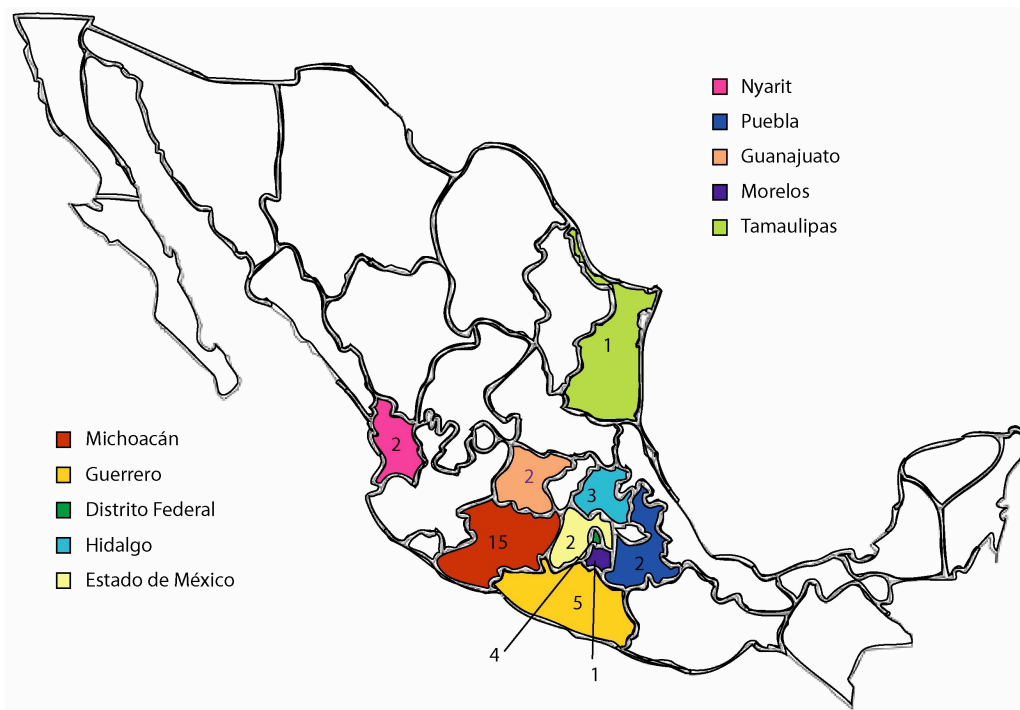 Nyarit
Puebla
Guanajuato
Morelos
Tamaulipas
1
Michoacán
Guerrero
Distrito Federal
Hidalgo
Estado de México
2
2
3
15
2
2
5
4
1